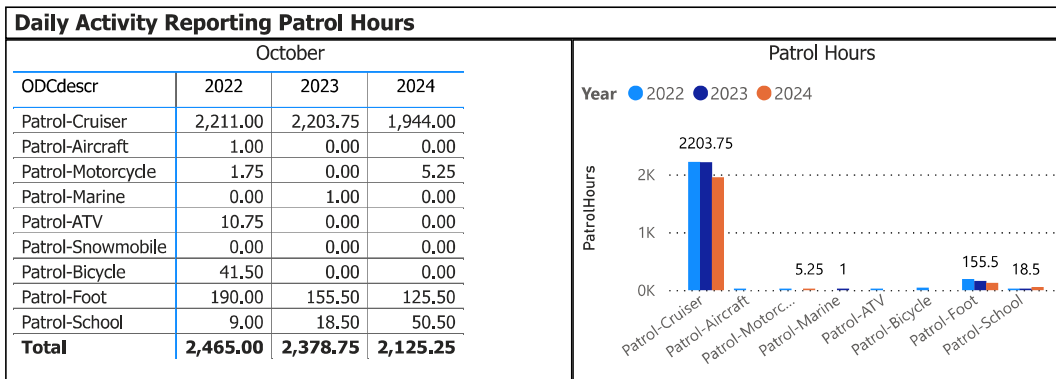 Daily Activity Reporting Patrol Hours
October
ODCdescr 2022 2023 2024
Patrol-Cruiser 2,211.00 2,203.75 1,944.00
Patrol-Aircraft 1.00 0.00 0.00
Patrol-Motorcycle 1.75 0.00 5.25
Patrol-Marine 0.00 1.00 0.00
Patrol-ATV 10.75 0.00 0.00
Patrol-Snowmobile 0.00 0.00 0.00
Patrol-Bicycle 41.50 0.00 0.00
Patrol-Foot 190.00 155.50 125.50
Patrol-School 9.00 18.50 50.50
Total 2,465.00 2,378.75 2,125.25
Patrol Hours
Year 2022 2023 2024
2203.75
2K
1K
0K
PatrolHours
5.25
1
155.5
18.5
Patrol-Cruiser
Patrol-Aircraft
Patrol-Motorc...
Patrol-Marine
Patrol-ATV
Patrol-Bicycle
Patrol-Foot
Patrol-School